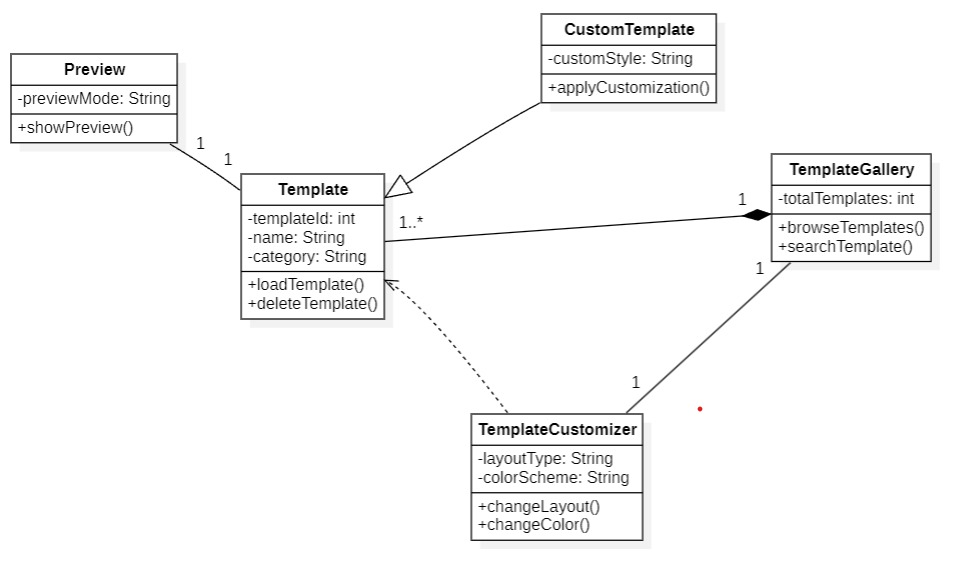 CustomTemplate
-customStyle: String
+applyCustomization()
Preview
-previewMode: String
+showPreview()
1
1
Template
-templateId: int
-name: String
-category: String
+loadTemplate()
+deleteTemplate()
1..*
1
TemplateGallery
-totalTemplates: int
+browseTemplates()
+searchTemplate()
1
1
TemplateCustomizer
-layoutType: String
-colorScheme: String
+changeLayout()
+changeColor()